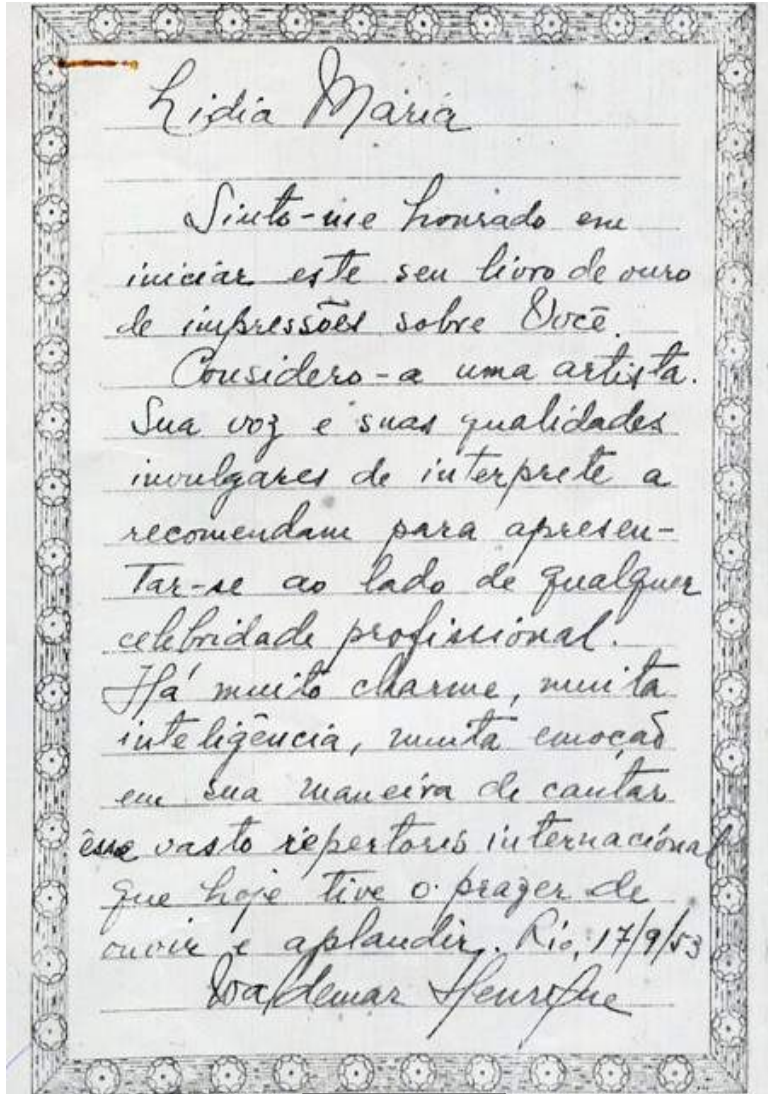 Lidia Maria
Sinto-me honrado em
iniciar este seu livro de ouro
de impressões sobre Você.
Considero-a uma artista.
Sua voz e suas qualidades
invulgares de interprete a
recomendam para apresen-
tar-se ao lado de qualquer
celebridade profissional.
Há muito charme, muita
inteligência, muita emoção
em sua maneira de cantar
êsse vasto repertorio internacional
que hoje tive o prazer de
ouvir e aplaudir. Rio, 17/9/53
Waldemar Henrique